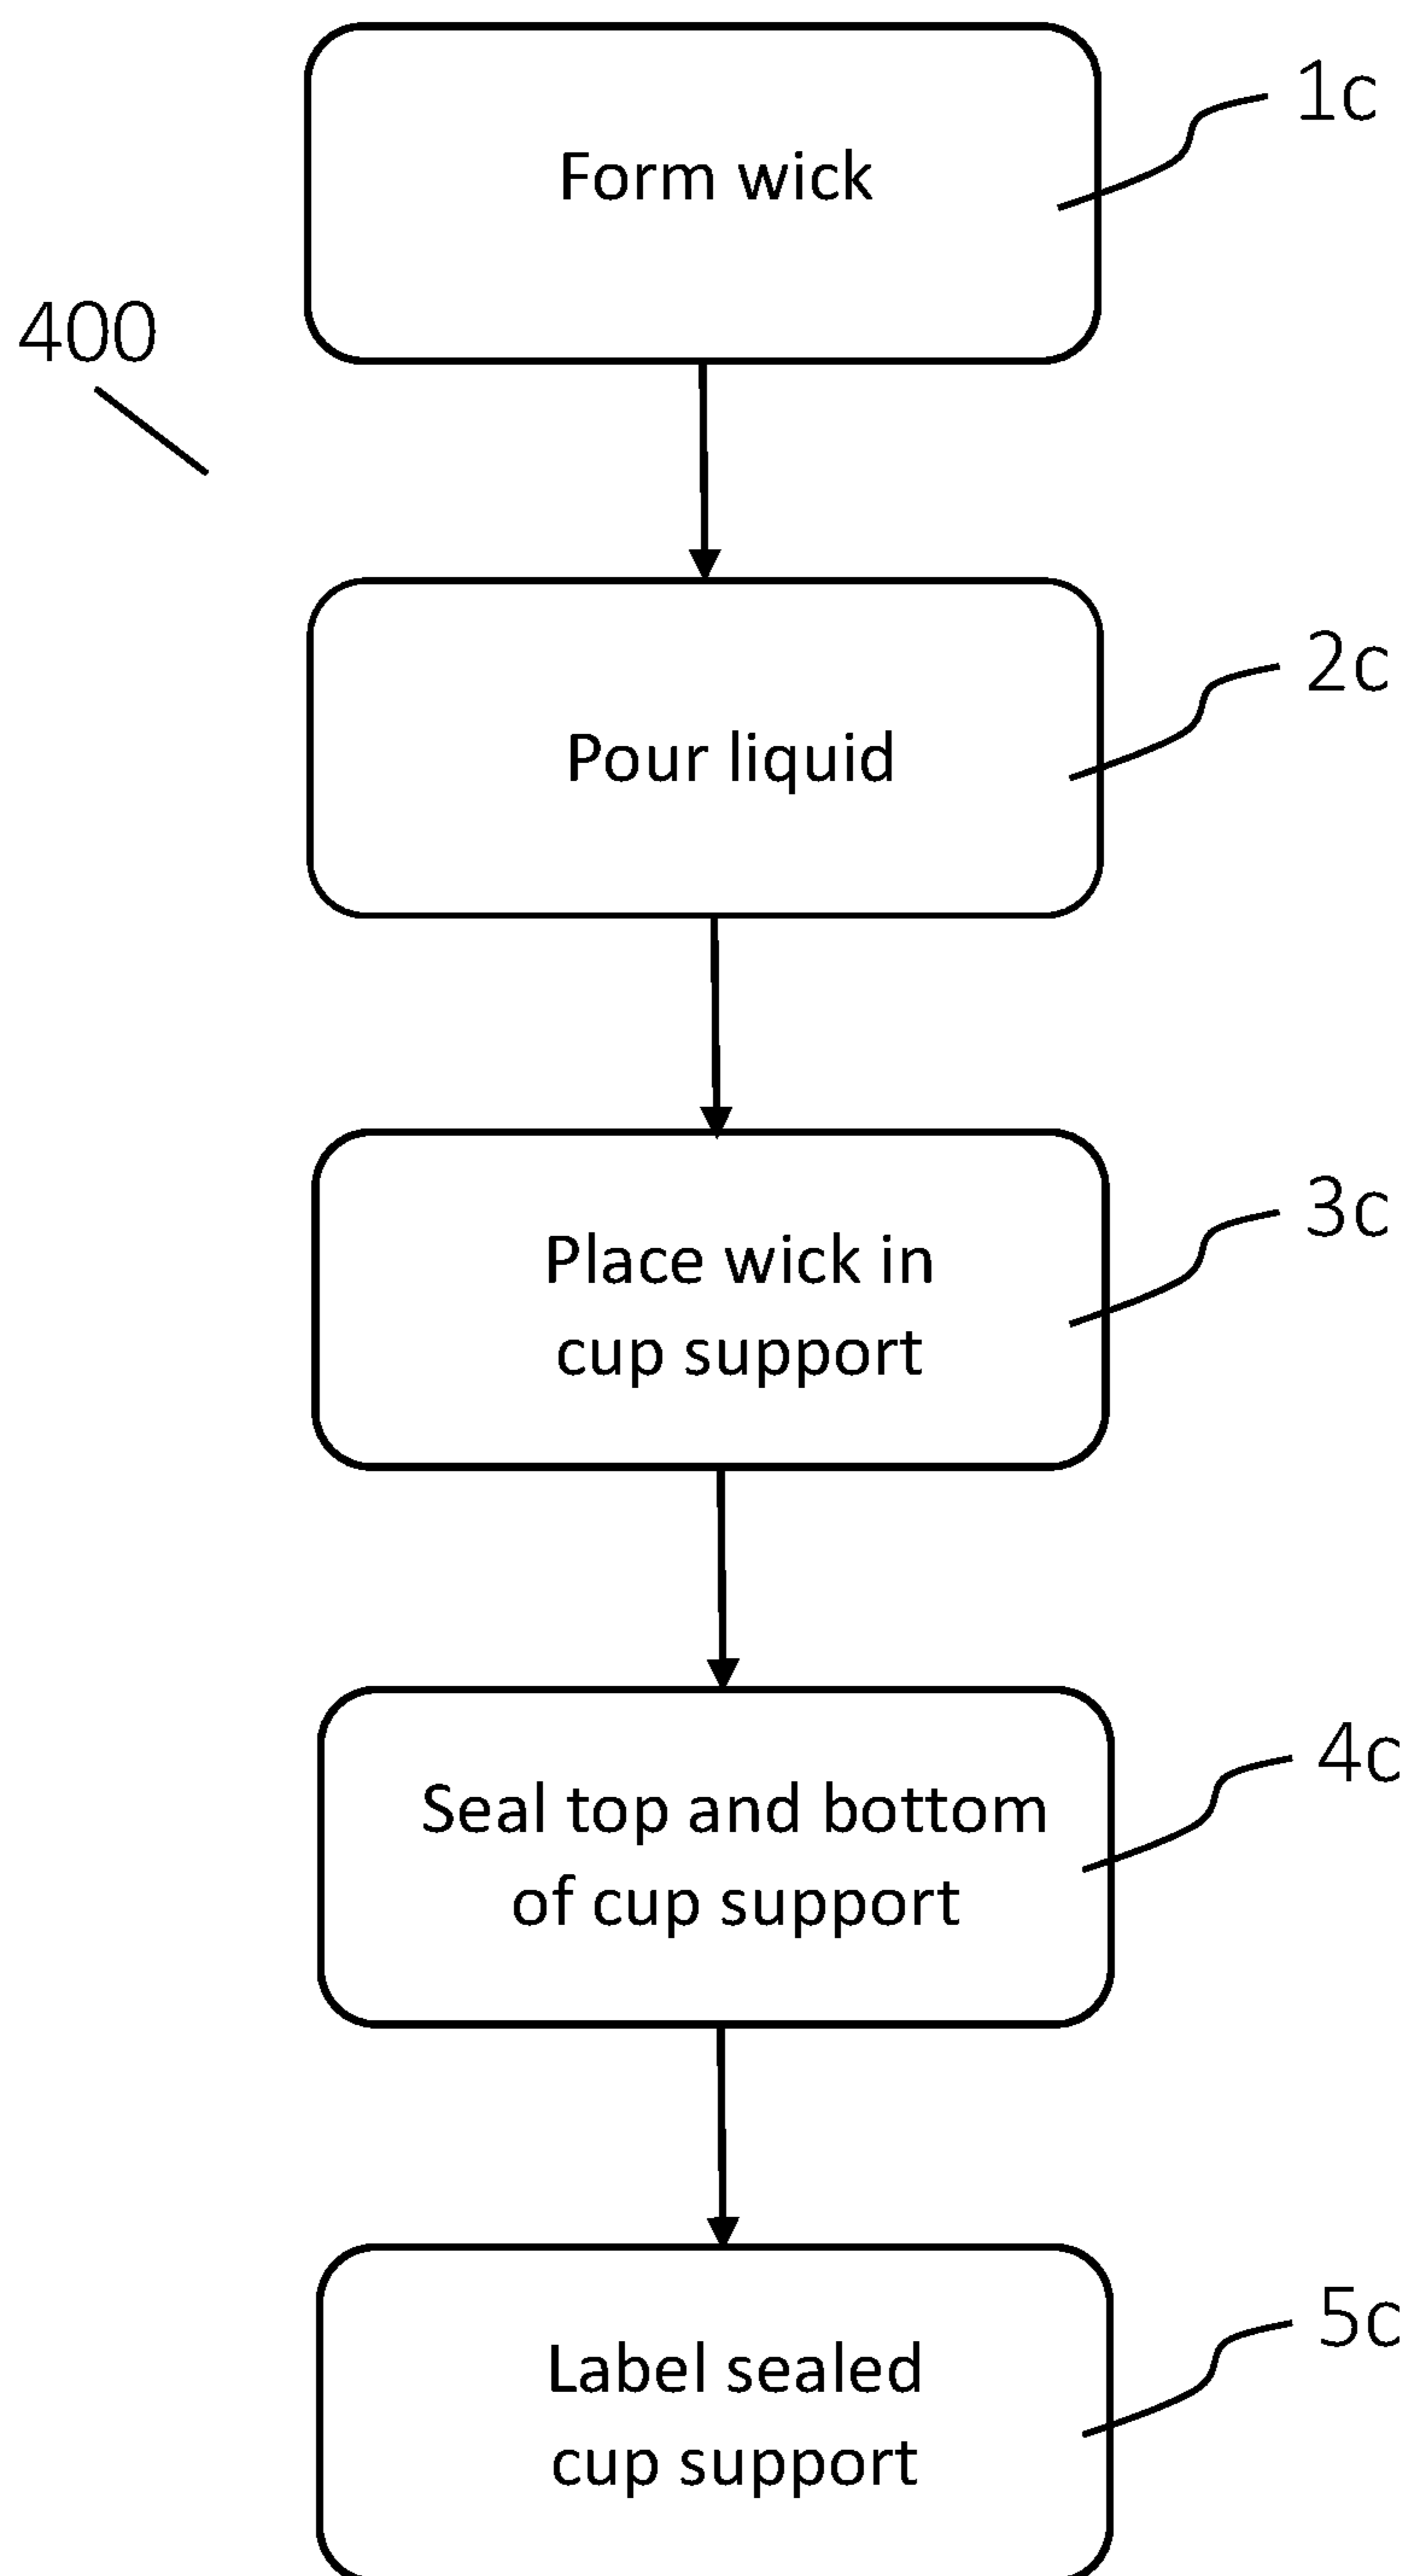 Form wick
1c
400
Pour liquid
2c
Place wick in
cup support
3c
Seal top and bottom
of cup support
4c
Label sealed
cup support
5c